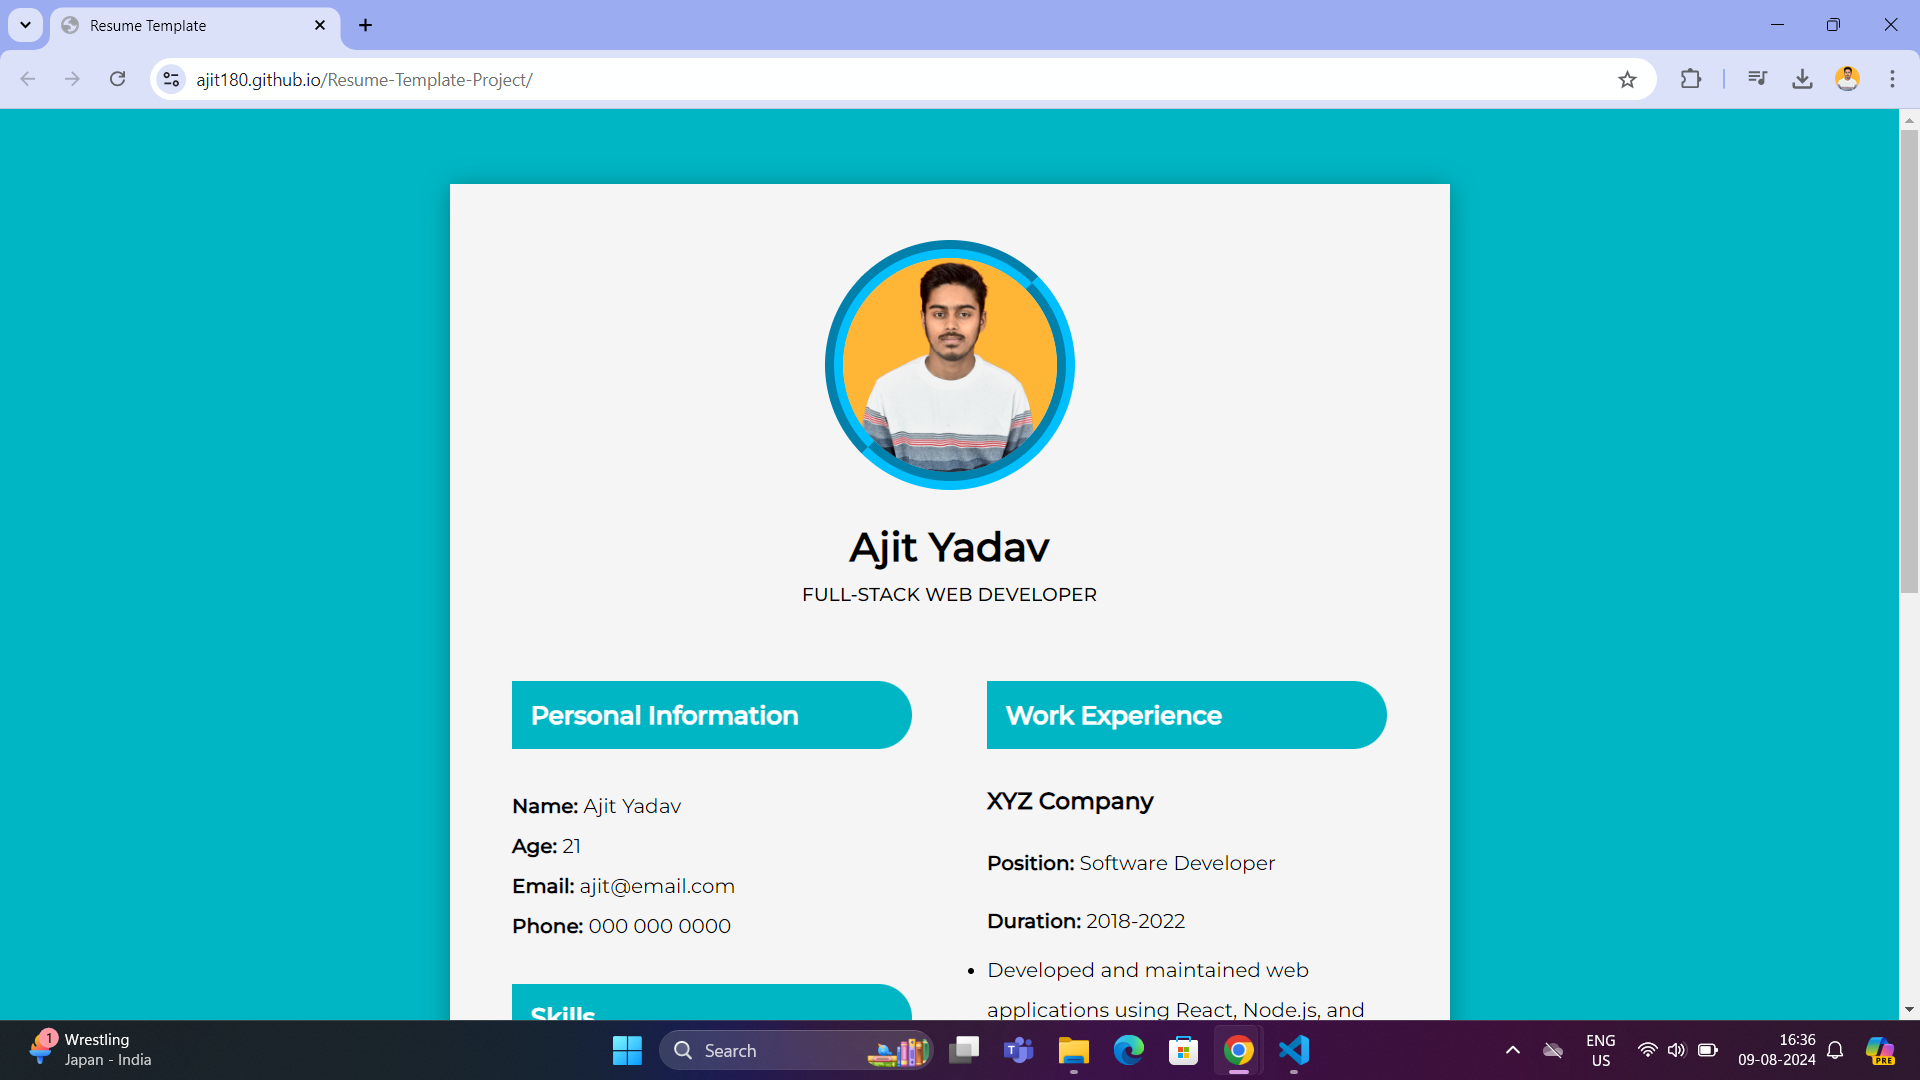 Resume Template
ajit180.github.io/Resume-Template-Project/
Ajit Yadav
FULL-STACK WEB DEVELOPER
Personal Information
Name: Ajit Yadav
Age: 21
Email: ajit@email.com
Phone: 000 000 0000
Skills
Work Experience
XYZ Company
Position: Software Developer
Duration: 2018-2022
Developed and maintained web
applications using React, Node.js, and
1
Wrestling
Japan - India
Search
PRE
ENG
US
16:36
09-08-2024